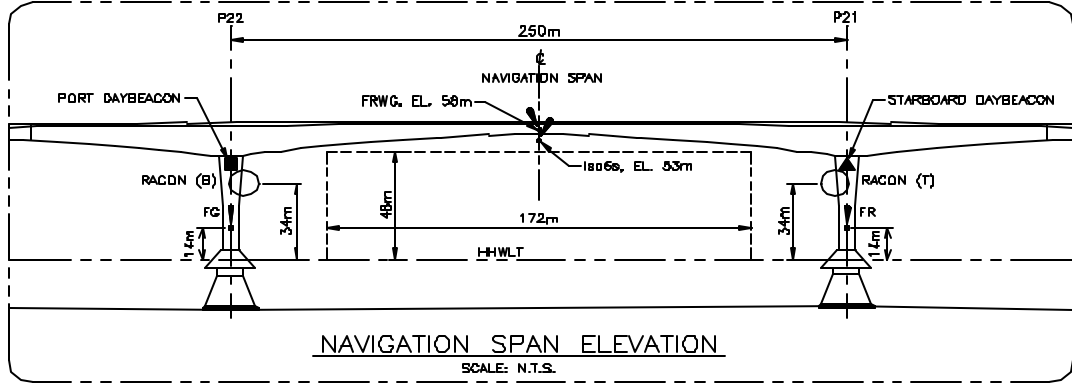 P22
P21
250m
℄
NAVIGATION SPAN
PORT DAYBEACON
FRWG, EL. 58m
STARBOARD DAYBEACON
Iso6s, EL. 53m
RACON (B)
RACON (T)
34m
48m
34m
FG
FR
172m
14m
14m
HHWLT
NAVIGATION SPAN ELEVATION
SCALE: N.T.S.